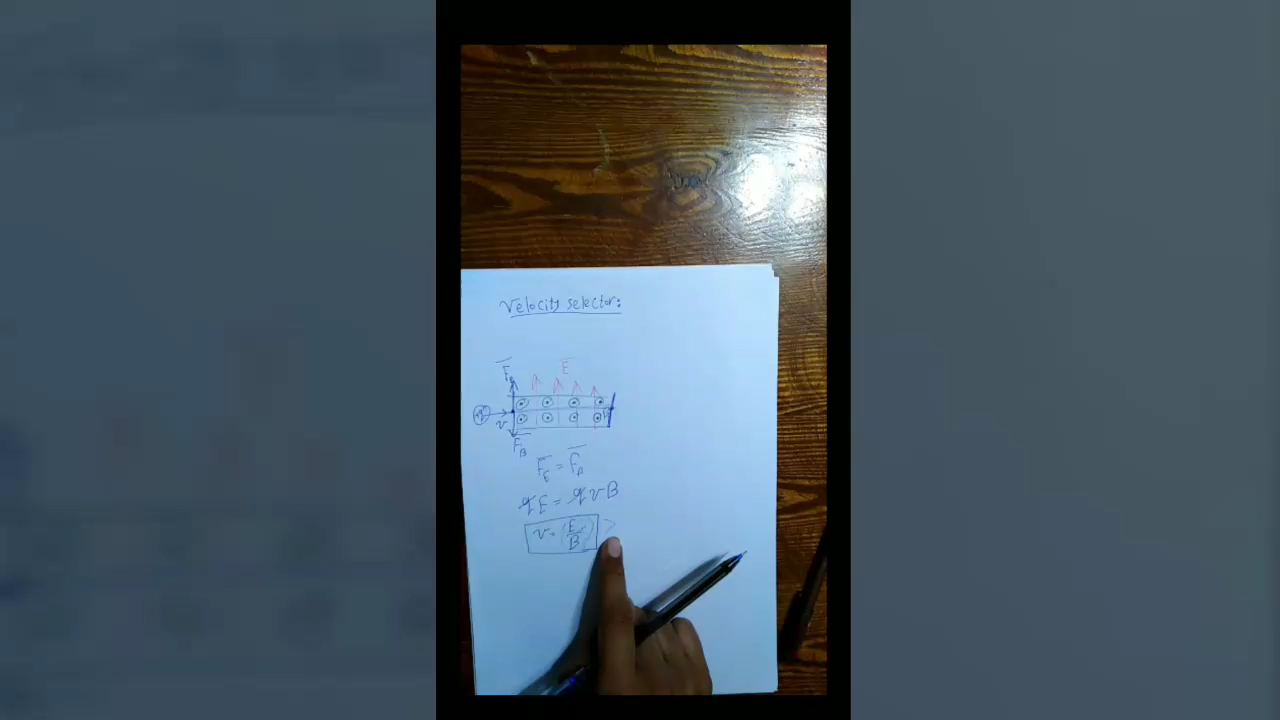 Velocity selector:
F_E E
v
F_B
F_E = F_B
qE = qvB
v = (E/B) >